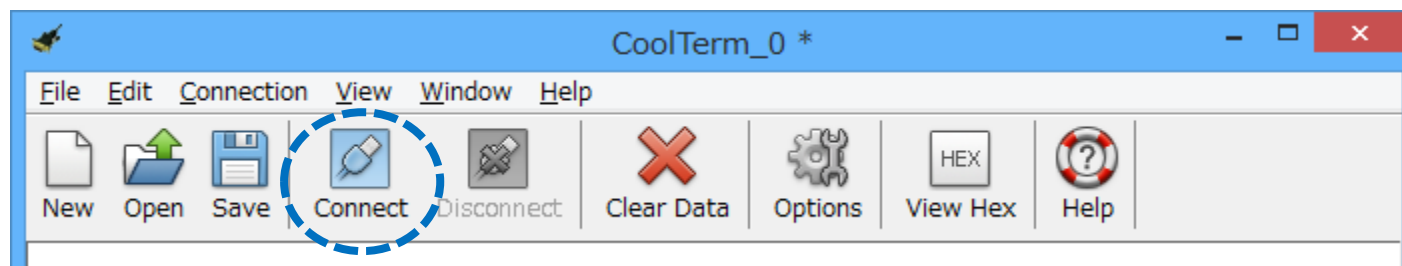 CoolTerm_0 *
File Edit Connection View Window Help
HEX
New Open Save Connect Disconnect Clear Data Options View Hex Help